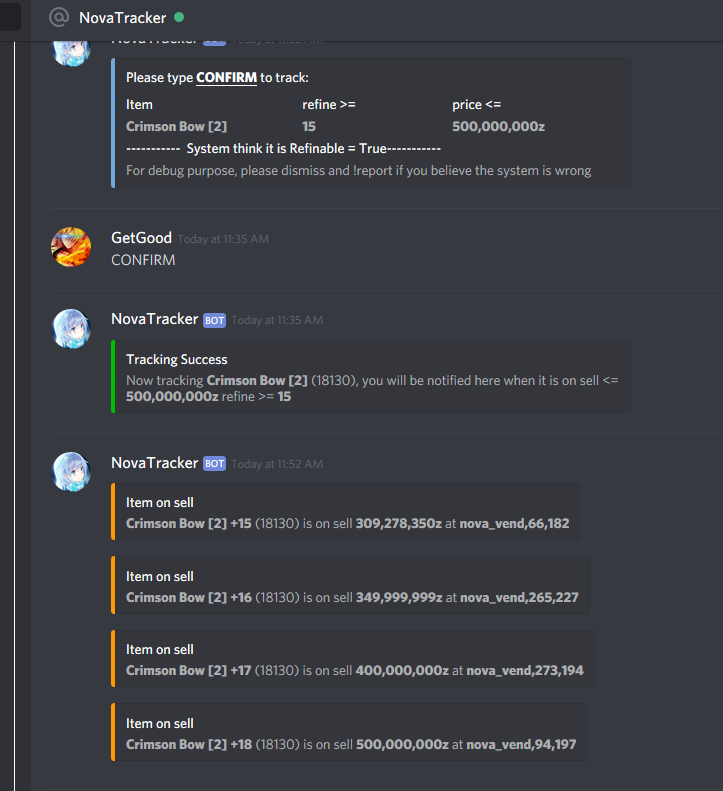 @ NovaTracker
NovaTracker BOT Today at 11:35 AM
Please type CONFIRM to track:
Item refine >= price <=
Crimson Bow [2] 15 500,000,000z
----------- System think it is Refinable = True-----------
For debug purpose, please dismiss and !report if you believe the system is wrong
GetGood Today at 11:35 AM
CONFIRM
NovaTracker BOT Today at 11:35 AM
Tracking Success
Now tracking Crimson Bow [2] (18130), you will be notified here when it is on sell <=
500,000,000z refine >= 15
NovaTracker BOT Today at 11:52 AM
Item on sell
Crimson Bow [2] +15 (18130) is on sell 309,278,350z at nova_vend,66,182
Item on sell
Crimson Bow [2] +16 (18130) is on sell 349,999,999z at nova_vend,265,227
Item on sell
Crimson Bow [2] +17 (18130) is on sell 400,000,000z at nova_vend,273,194
Item on sell
Crimson Bow [2] +18 (18130) is on sell 500,000,000z at nova_vend,94,197